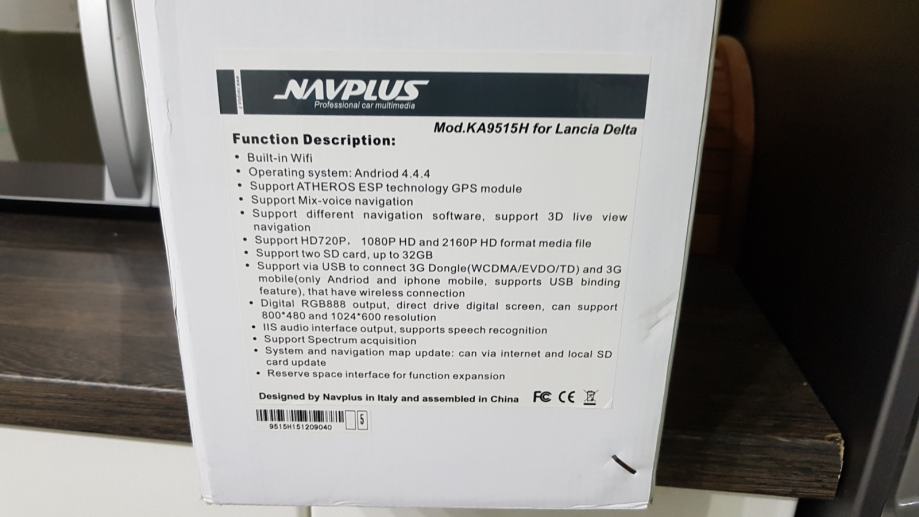 NAVPLUS
Professional car multimedia
Mod.KA9515H for Lancia Delta
Function Description:
• Built-in Wifi
• Operating system: Andriod 4.4.4
• Support ATHEROS ESP technology GPS module
• Support Mix-voice navigation
• Support different navigation software, support 3D live view
navigation
• Support HD720P, 1080P HD and 2160P HD format media file
• Support two SD card, up to 32GB
• Support via USB to connect 3G Dongle(WCDMA/EVDO/TD) and 3G
mobile(only Andriod and iphone mobile, supports USB binding
feature), that have wireless connection
• Digital RGB888 output, direct drive digital screen, can support
800*480 and 1024*600 resolution
• IIS audio interface output, supports speech recognition
• Support Spectrum acquisition
• System and navigation map update: can via internet and local SD
card update
• Reserve space interface for function expansion
Designed by Navplus in Italy and assembled in China FC CE
5
9515H151209040